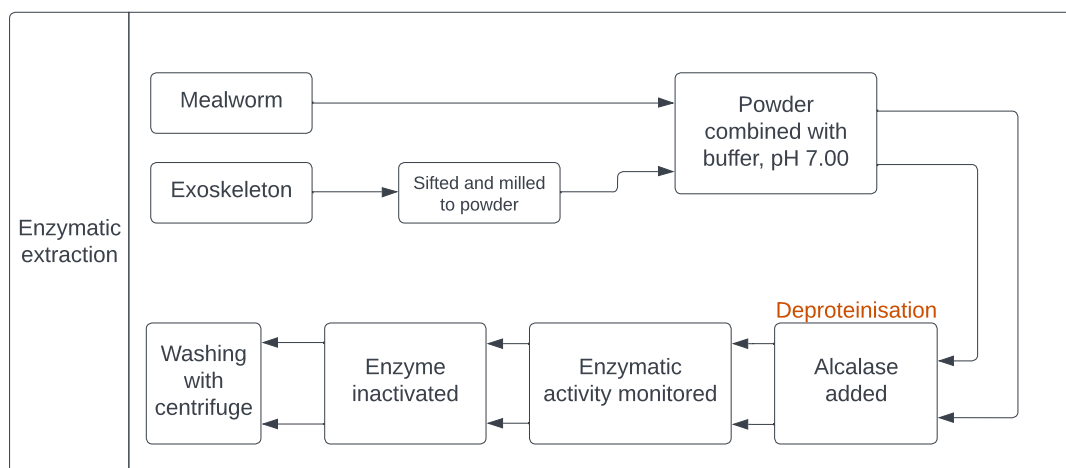 Enzymatic
extraction
Mealworm
Exoskeleton
Sifted and milled
to powder
Powder
combined with
buffer, pH 7.00
Deproteinisation
Alcalase
added
Enzymatic
activity monitored
Enzyme
inactivated
Washing
with
centrifuge